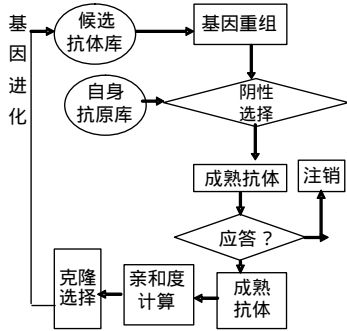 基因进化
候选
抗体库
基因重组
自身
抗原库
阴性
选择
成熟抗体
注销
应答？
克隆
选择
亲和度
计算
成熟
抗体